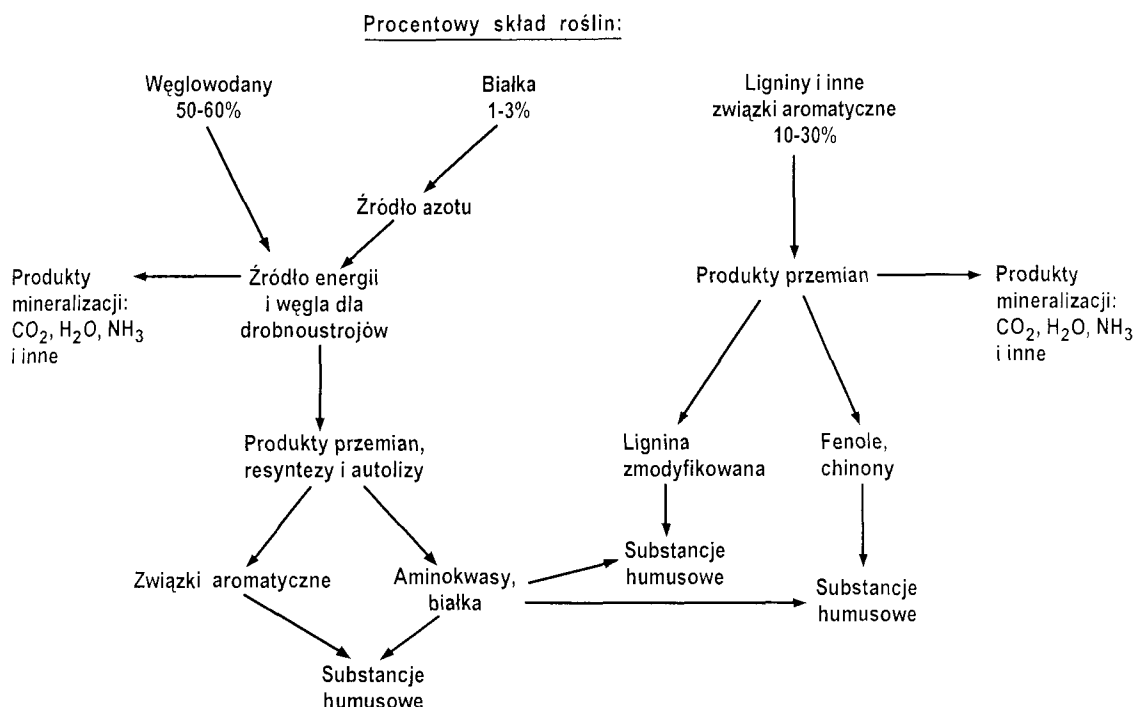 Procentowy skład roślin:
Węglowodany
50-60%
Białka
1-3%
Ligniny i inne
związki aromatyczne
10-30%
Źródło azotu
Produkty
mineralizacji:
CO₂, H₂O, NH₃
i inne
Źródło energii
i węgla dla
drobnoustrojów
Produkty przemian
Produkty
mineralizacji:
CO₂, H₂O, NH₃
i inne
Produkty przemian,
resyntezy i autolizy
Lignina
zmodyfikowana
Fenole,
chinony
Związki aromatyczne
Aminokwasy,
białka
Substancje
humusowe
Substancje
humusowe
Substancje
humusowe